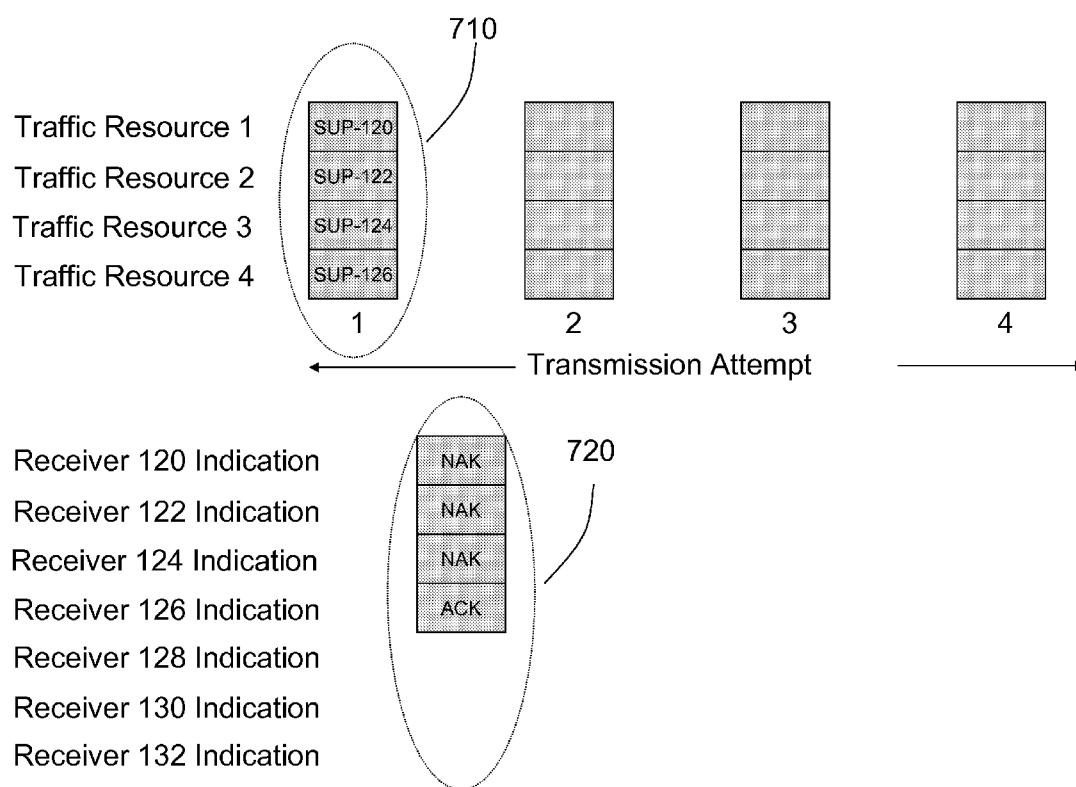 710
Traffic Resource 1 SUP-120
Traffic Resource 2 SUP-122
Traffic Resource 3 SUP-124
Traffic Resource 4 SUP-126
1 2 3 4
Transmission Attempt
720
Receiver 120 Indication NAK
Receiver 122 Indication NAK
Receiver 124 Indication NAK
Receiver 126 Indication ACK
Receiver 128 Indication
Receiver 130 Indication
Receiver 132 Indication